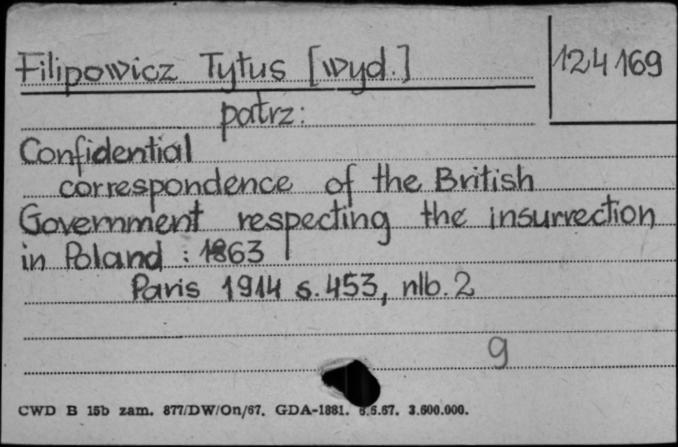 Filipowicz Tytus [wyd.]
124169
patrz:
Confidential
correspondence of the British
Government respecting the insurrection
in Poland : 1863
Paris 1914 s. 453, nlb. 2
9
CWD B 15b zam. 877/DW/On/67. GDA-1881. 6.5.67. 3.600.000.